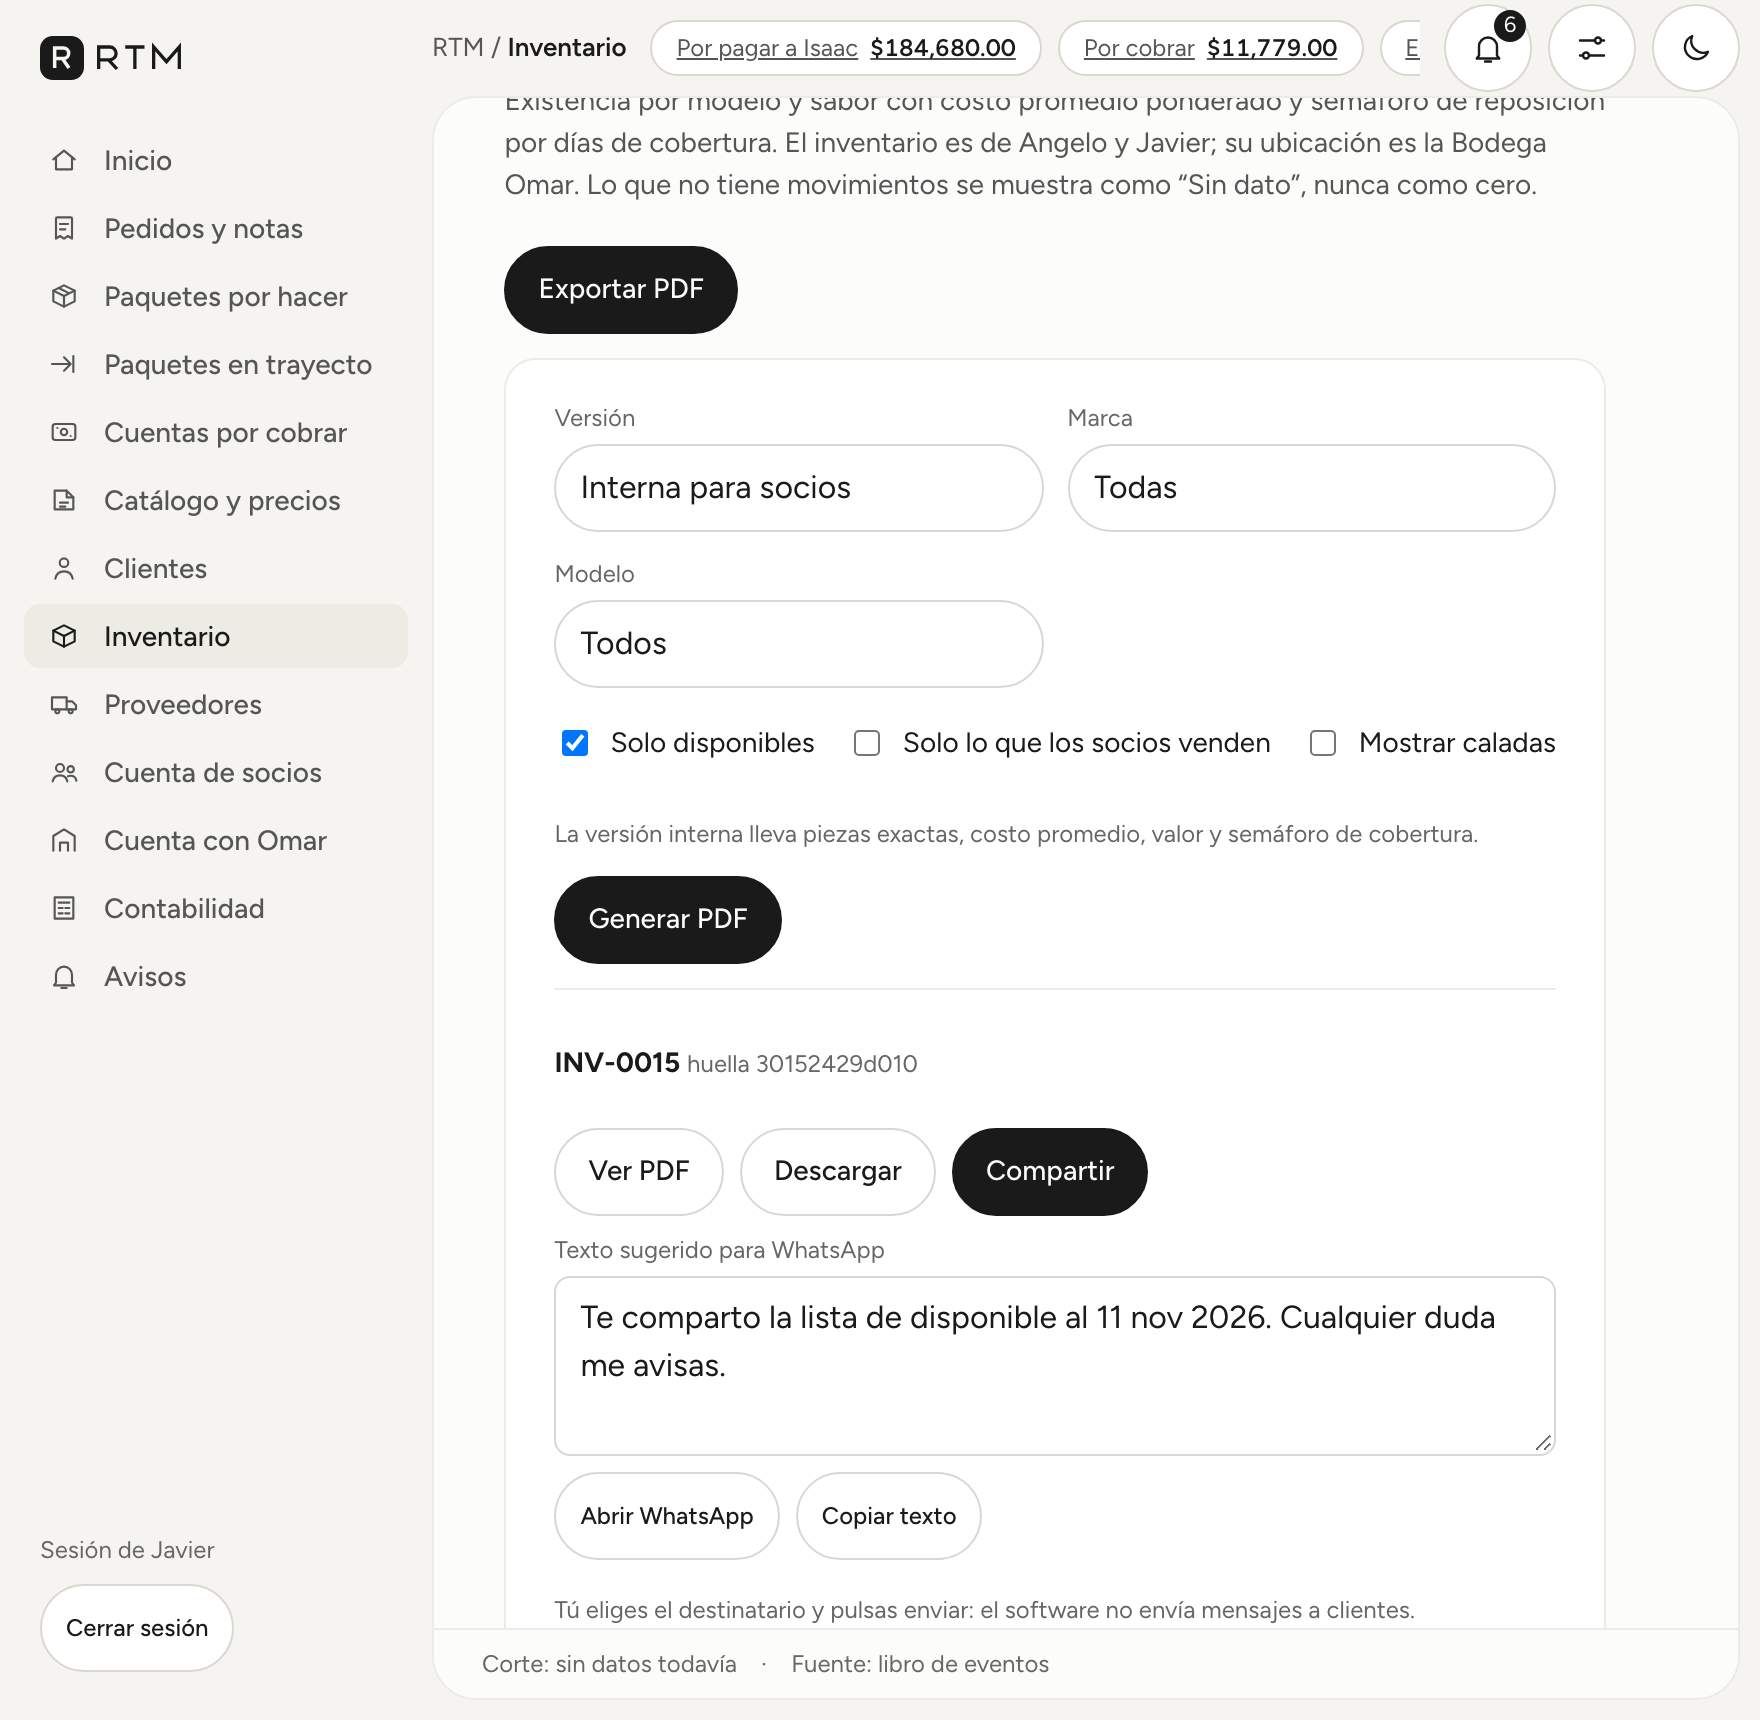 R RTM
Inicio
Pedidos y notas
Paquetes por hacer
Paquetes en trayecto
Cuentas por cobrar
Catálogo y precios
Clientes
Inventario
Proveedores
Cuenta de socios
Cuenta con Omar
Contabilidad
Avisos
Sesión de Javier
Cerrar sesión
RTM / Inventario
Por pagar a Isaac $184,680.00
Por cobrar $11,779.00
E
6
Existencia por modelo y sabor con costo promedio ponderado y semáforo de reposición
por días de cobertura. El inventario es de Angelo y Javier; su ubicación es la Bodega
Omar. Lo que no tiene movimientos se muestra como “Sin dato”, nunca como cero.
Exportar PDF
Versión
Interna para socios
Marca
Todas
Modelo
Todos
Solo disponibles
Solo lo que los socios venden
Mostrar caladas
La versión interna lleva piezas exactas, costo promedio, valor y semáforo de cobertura.
Generar PDF
INV-0015 huella 30152429d010
Ver PDF
Descargar
Compartir
Texto sugerido para WhatsApp
Te comparto la lista de disponible al 11 nov 2026. Cualquier duda
me avisas.
Abrir WhatsApp
Copiar texto
Tú eliges el destinatario y pulsas enviar: el software no envía mensajes a clientes.
Corte: sin datos todavía · Fuente: libro de eventos